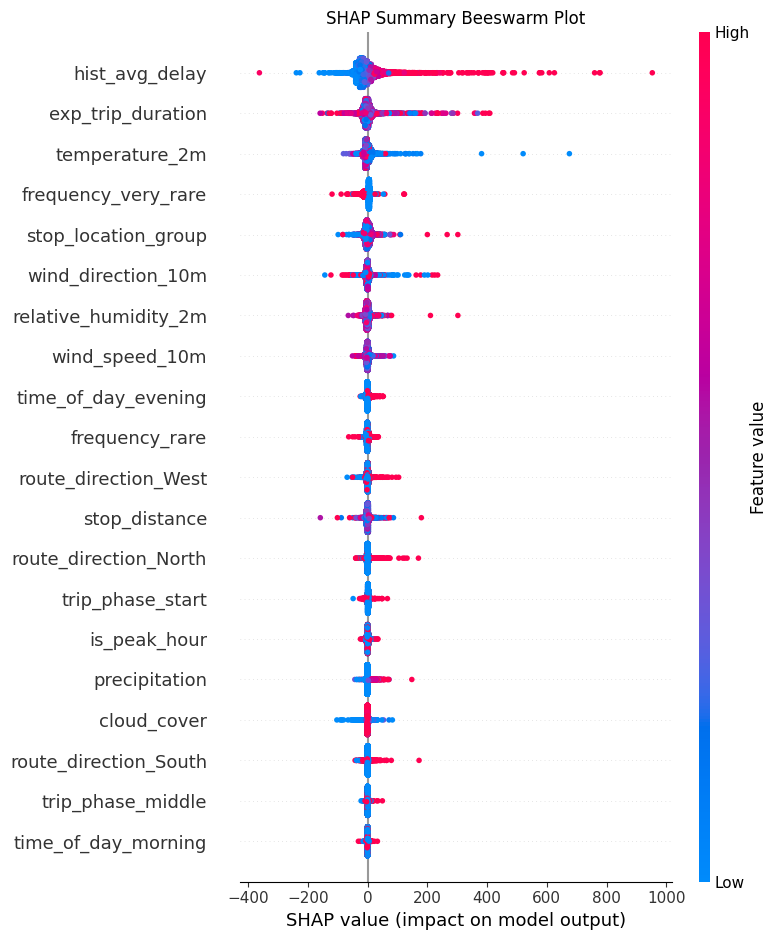 SHAP Summary Beeswarm Plot
High
hist_avg_delay
exp_trip_duration
temperature_2m
frequency_very_rare
stop_location_group
wind_direction_10m
relative_humidity_2m
wind_speed_10m
time_of_day_evening
frequency_rare
route_direction_West
stop_distance
route_direction_North
trip_phase_start
is_peak_hour
precipitation
cloud_cover
route_direction_South
trip_phase_middle
time_of_day_morning
Feature value
Low
−400 −200 0 200 400 600 800 1000
SHAP value (impact on model output)